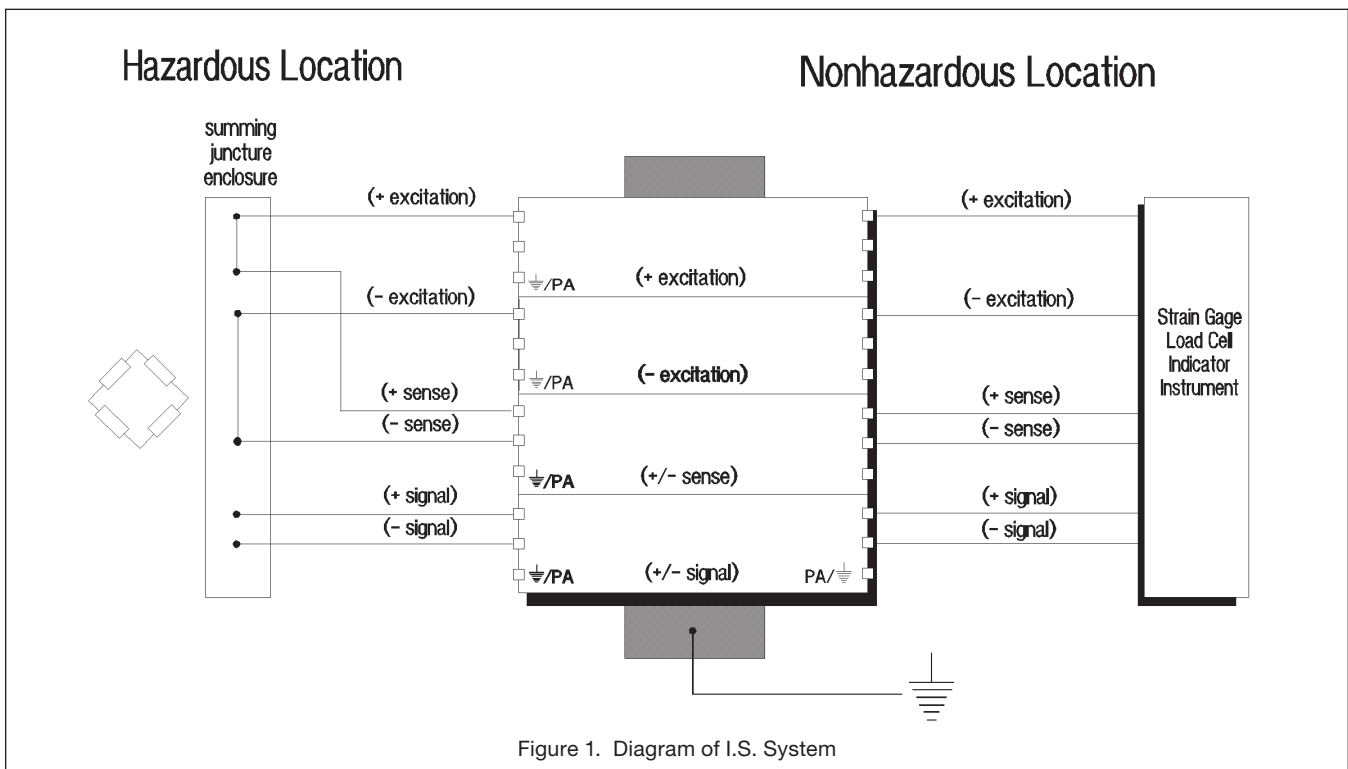 Hazardous Location
Nonhazardous Location
summing
juncture
enclosure
(+ excitation)
(- excitation)
(+ sense)
(- sense)
(+ signal)
(- signal)
/PA
(+ excitation)
/PA
(- excitation)
/PA
(+/- sense)
/PA
(+/- signal)
PA/
(+ excitation)
(- excitation)
(+ sense)
(- sense)
(+ signal)
(- signal)
Strain Gage
Load Cell
Indicator
Instrument
Figure 1. Diagram of I.S. System